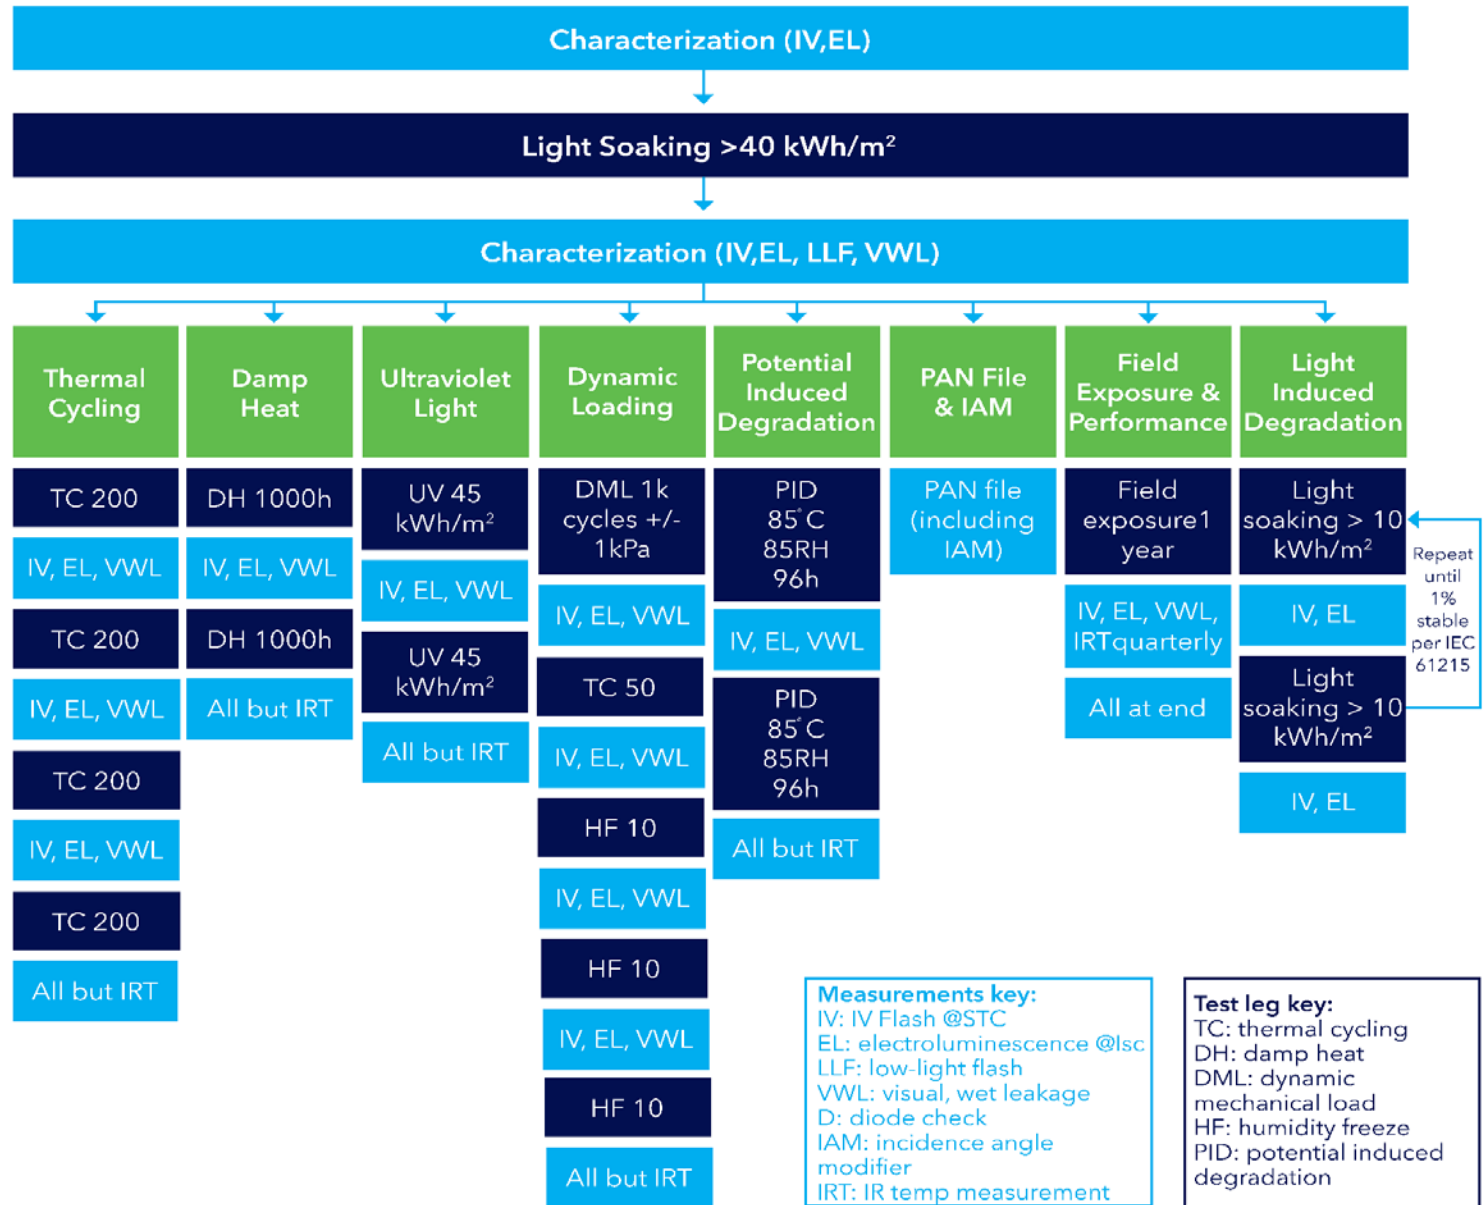 Characterization (IV,EL)
Light Soaking >40 kWh/m²
Characterization (IV,EL, LLF, VWL)
Thermal
Cycling
TC 200
IV, EL, VWL
TC 200
IV, EL, VWL
TC 200
IV, EL, VWL
TC 200
All but IRT
Damp
Heat
DH 1000h
IV, EL, VWL
DH 1000h
All but IRT
Ultraviolet
Light
UV 45
kWh/m²
IV, EL, VWL
UV 45
kWh/m²
All but IRT
Dynamic
Loading
DML 1k
cycles +/-
1kPa
IV, EL, VWL
TC 50
IV, EL, VWL
HF 10
IV, EL, VWL
HF 10
IV, EL, VWL
HF 10
All but IRT
Potential
Induced
Degradation
PID
85°C
85RH
96h
IV, EL, VWL
PID
85°C
85RH
96h
All but IRT
PAN File
& IAM
PAN file
(including
IAM)
Field
Exposure &
Performance
Field
exposure1
year
IV, EL, VWL,
IRTquarterly
All at end
Light
Induced
Degradation
Light
soaking > 10
kWh/m²
IV, EL
Light
soaking > 10
kWh/m²
IV, EL
Repeat
until
1%
stable
per IEC
61215
Measurements key:
IV: IV Flash @STC
EL: electroluminescence @Isc
LLF: low-light flash
VWL: visual, wet leakage
D: diode check
IAM: incidence angle
modifier
IRT: IR temp measurement
Test leg key:
TC: thermal cycling
DH: damp heat
DML: dynamic
mechanical load
HF: humidity freeze
PID: potential induced
degradation